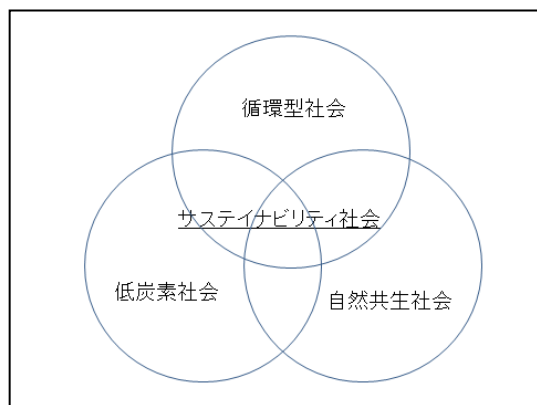 循環型社会
サステイナビリティ社会
低炭素社会
自然共生社会